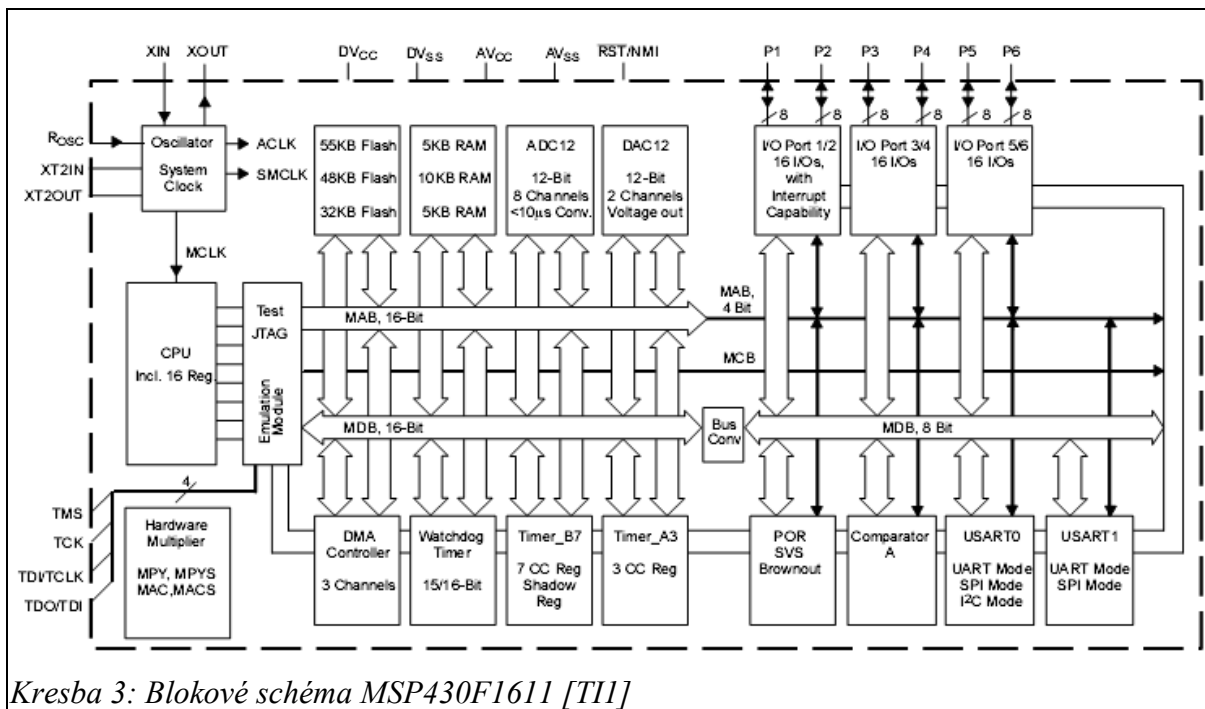 XIN XOUT DVCC DVSS AVCC AVSS RST/NMI P1 P2 P3 P4 P5 P6
8 8 8 8 8 8
ROSC
XT2IN
XT2OUT
Oscillator
System
Clock
ACLK
SMCLK
MCLK
55KB Flash
48KB Flash
32KB Flash
5KB RAM
10KB RAM
5KB RAM
ADC12
12-Bit
8 Channels
<10μs Conv.
DAC12
12-Bit
2 Channels
Voltage out
I/O Port 1/2
16 I/Os,
with
Interrupt
Capability
I/O Port 3/4
16 I/Os
I/O Port 5/6
16 I/Os
CPU
Incl. 16 Reg.
Test
JTAG
Emulation
Module
MAB, 16-Bit
MAB,
4 Bit
MCB
MDB, 16-Bit
Bus
Conv
MDB, 8 Bit
4
TMS
TCK
TDI/TCLK
TDO/TDI
Hardware
Multiplier
MPY, MPYS
MAC,MACS
DMA
Controller
3 Channels
Watchdog
Timer
15/16-Bit
Timer_B7
7 CC Reg
Shadow
Reg
Timer_A3
3 CC Reg
POR
SVS
Brownout
Comparator
A
USART0
UART Mode
SPI Mode
I²C Mode
USART1
UART Mode
SPI Mode
Kresba 3: Blokové schéma MSP430F1611 [TI1]